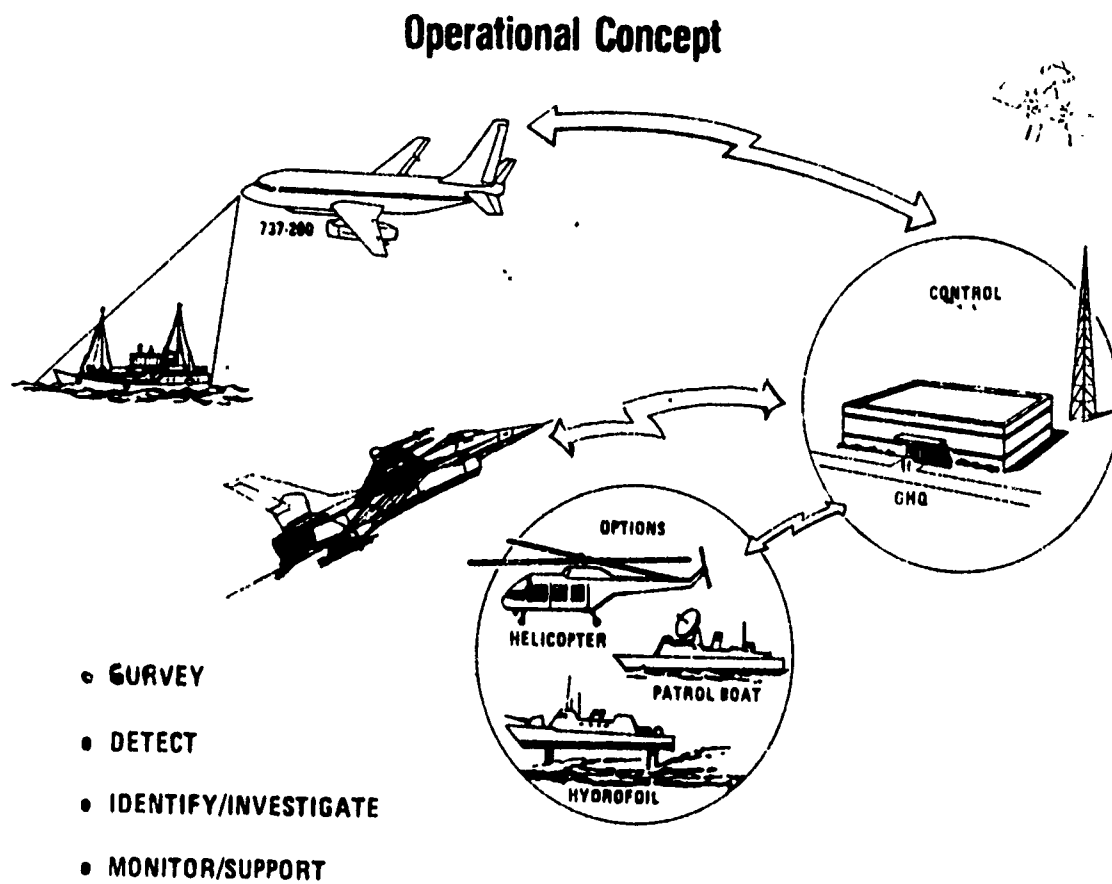 Operational Concept
737-200
CONTROL
GHQ
OPTIONS
HELICOPTER
PATROL BOAT
HYDROFOIL
• SURVEY
• DETECT
• IDENTIFY/INVESTIGATE
• MONITOR/SUPPORT